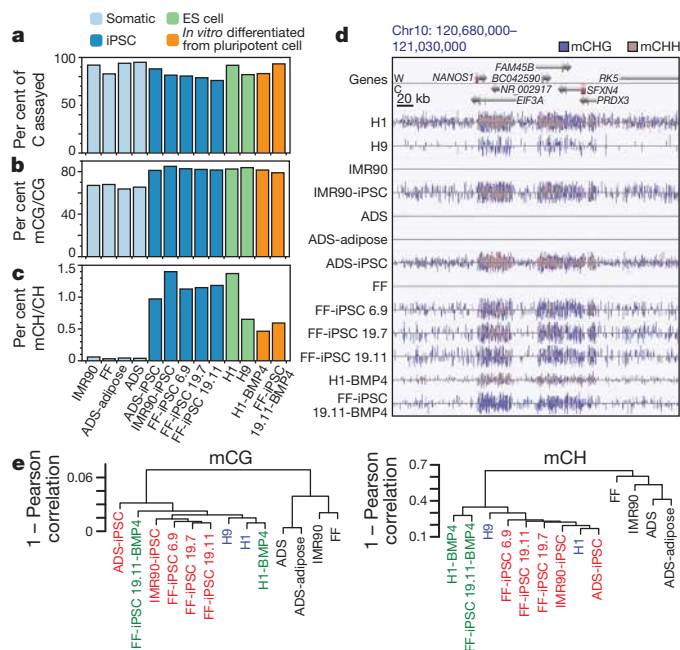 Somatic
ES cell
iPSC
In vitro differentiated
from pluripotent cell
a
Per cent of
C assayed
100
60
0
b
Per cent
mCG/CG
80
60
0
c
Per cent
mCH/CH
1.5
1.0
0.5
0
IMR90
FF
ADS-adipose
ADS
ADS-iPSC
IMR90-iPSC
FF-iPSC 6.9
FF-iPSC 19.7
FF-iPSC 19.11
H1
H9
H1-BMP4
FF-iPSC
19.11-BMP4
d
Chr10: 120,680,000–
121,030,000
mCHG
mCHH
Genes
W
C
20 kb
FAM45B
NANOS1
BC042590
RK5
NR 002917
SFXN4
EIF3A
PRDX3
H1
H9
IMR90
IMR90-iPSC
ADS
ADS-adipose
ADS-iPSC
FF
FF-iPSC 6.9
FF-iPSC 19.7
FF-iPSC 19.11
H1-BMP4
FF-iPSC
19.11-BMP4
e
mCG
1 – Pearson
correlation
0.06
0
ADS-iPSC
FF-iPSC 19.11-BMP4
IMR90-iPSC
FF-iPSC 6.9
FF-iPSC 19.7
FF-iPSC 19.11
H9
H1
H1-BMP4
ADS
ADS-adipose
IMR90
FF
mCH
1 – Pearson
correlation
0.7
0.4
0.1
H1-BMP4
FF-iPSC 19.11-BMP4
H9
FF-iPSC 6.9
FF-iPSC 19.11
FF-iPSC 19.7
IMR90-iPSC
H1
ADS-iPSC
FF
IMR90
ADS
ADS-adipose